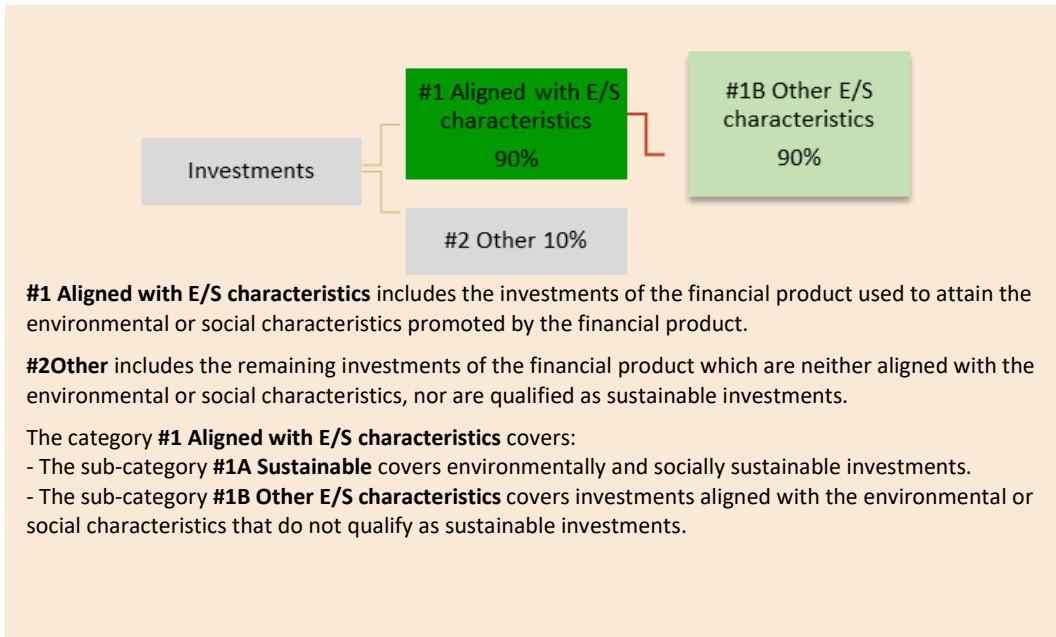 #1 Aligned with E/S
characteristics
90%
#1B Other E/S
characteristics
90%
Investments
#2 Other 10%
#1 Aligned with E/S characteristics includes the investments of the financial product used to attain the
environmental or social characteristics promoted by the financial product.
#2Other includes the remaining investments of the financial product which are neither aligned with the
environmental or social characteristics, nor are qualified as sustainable investments.
The category #1 Aligned with E/S characteristics covers:
- The sub-category #1A Sustainable covers environmentally and socially sustainable investments.
- The sub-category #1B Other E/S characteristics covers investments aligned with the environmental or
social characteristics that do not qualify as sustainable investments.